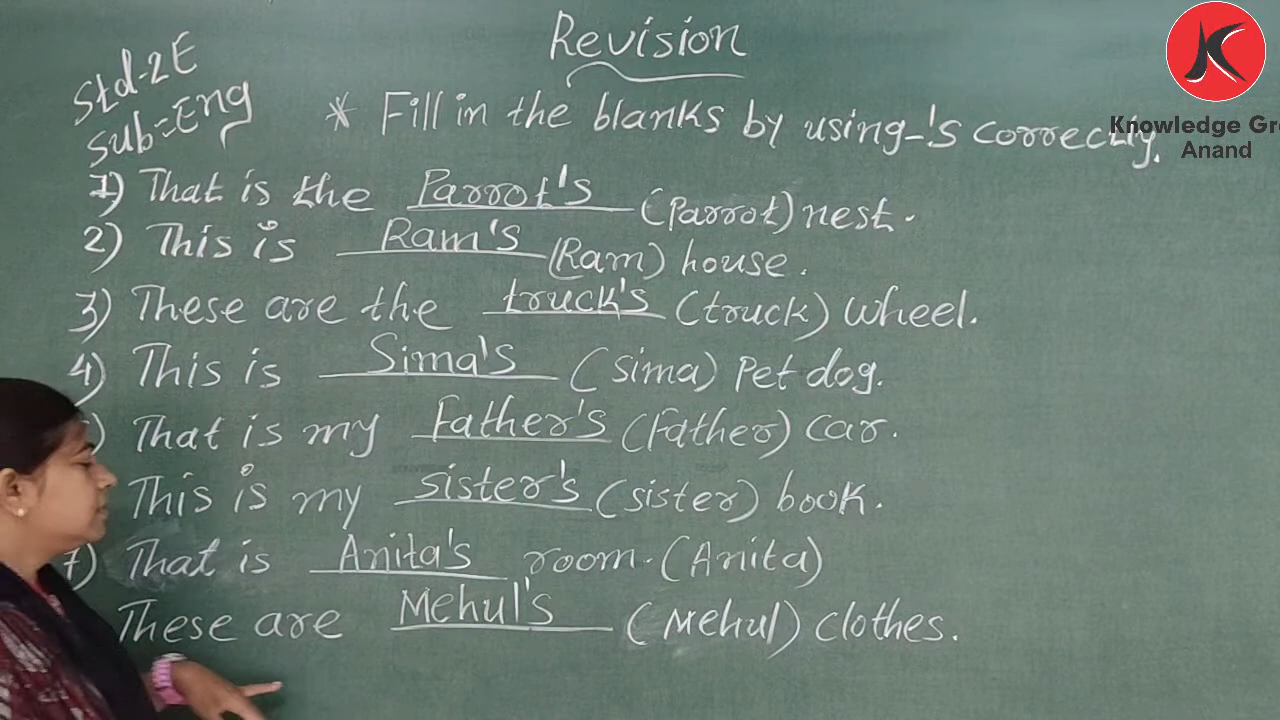 Revision
Std-2E
Sub=Eng
* Fill in the blanks by using-'s correctly.
1) That is the Parrot's (Parrot) nest.
2) This is Ram's (Ram) house.
3) These are the truck's (truck) wheel.
4) This is Sima's (sima) Pet dog.
) That is my Father's (Father) car.
This is my sister's (sister) book.
7) That is Anita's room. (Anita)
These are Mehul's (Mehul) clothes.
K
Knowledge Gr
Anand